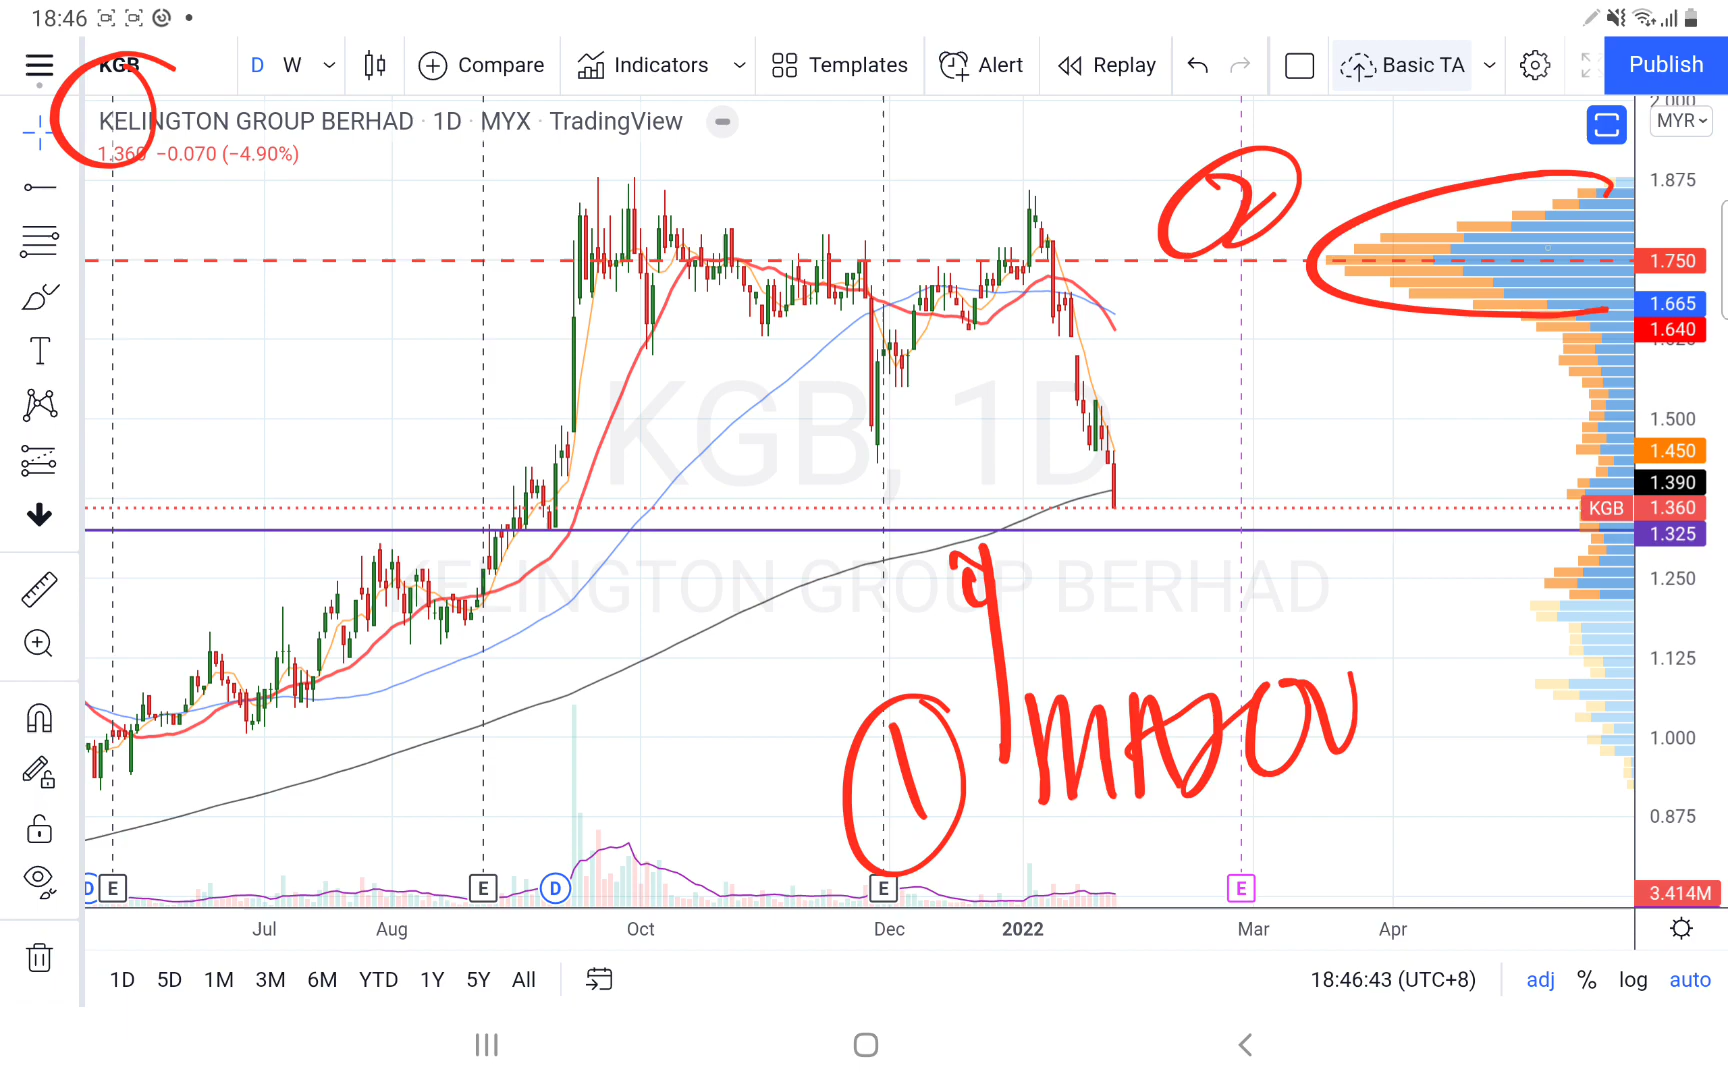 18:46
KGB D W Compare Indicators Templates Alert Replay Basic TA Publish
KELINGTON GROUP BERHAD · 1D · MYX · TradingView
1.360 −0.070 (−4.90%)
MYR
2.000
1.875
1.750
1.665
1.640
1.500
1.450
1.390
KGB 1.360
1.325
1.250
1.125
1.000
0.875
3.414M
KGB, 1D
KELINGTON GROUP BERHAD
2
1
MA200
D E E D E E
Jul Aug Oct Dec 2022 Mar Apr
1D 5D 1M 3M 6M YTD 1Y 5Y All 18:46:43 (UTC+8) adj % log auto